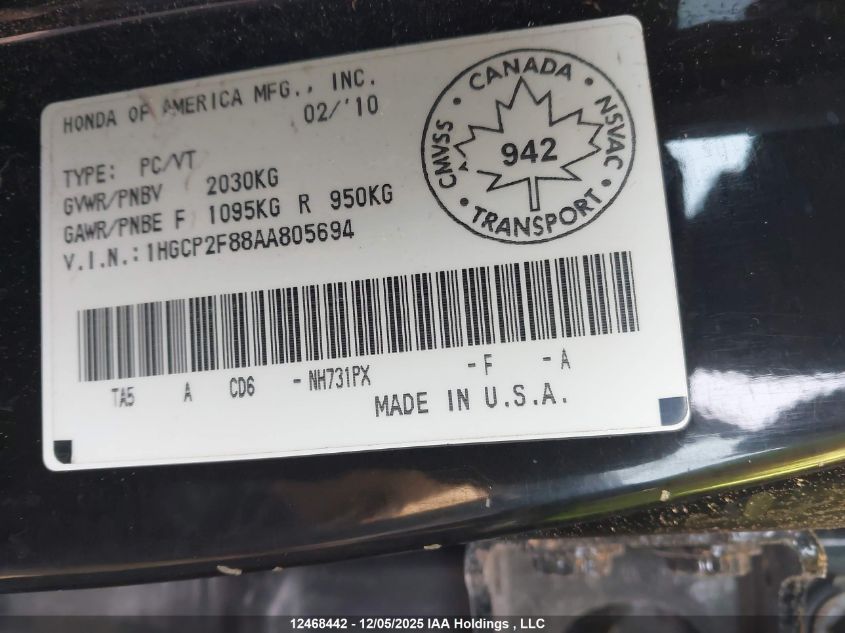 HONDA OF AMERICA MFG., INC.
02/'10
TYPE: PC/VT
GVWR/PNBV 2030KG
GAWR/PNBE F 1095KG R 950KG
V.I.N.:1HGCP2F88AA805694
CANADA
CMVSS
NSVAC
942
TRANSPORT
TA5 A CD6 -NH731PX -F -A
MADE IN U.S.A.
12468442 - 12/05/2025 IAA Holdings , LLC